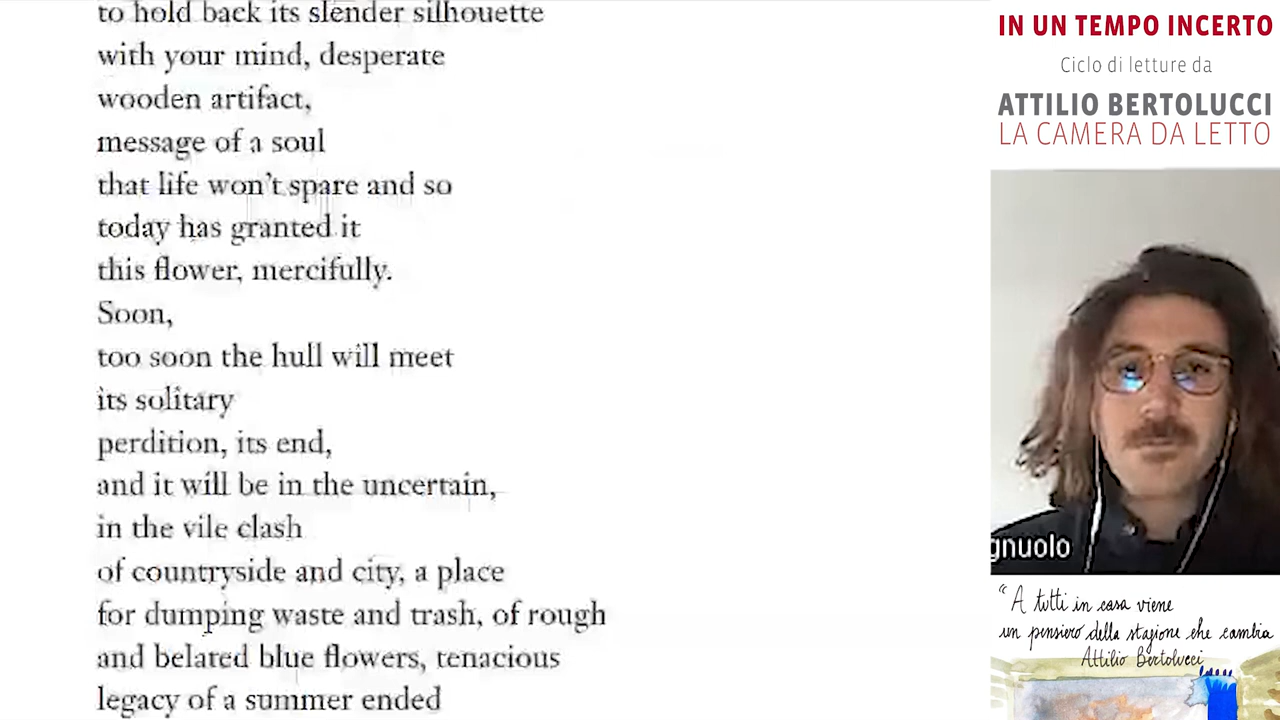 to hold back its slender silhouette
with your mind, desperate
wooden artifact,
message of a soul
that life won't spare and so
today has granted it
this flower, mercifully.
Soon,
too soon the hull will meet
its solitary
perdition, its end,
and it will be in the uncertain,
in the vile clash
of countryside and city, a place
for dumping waste and trash, of rough
and belated blue flowers, tenacious
legacy of a summer ended
IN UN TEMPO INCERTO
Ciclo di letture da
ATTILIO BERTOLUCCI
LA CAMERA DA LETTO
gnuolo
"A tutti in casa viene
un pensiero della stagione che cambia
Attilio Bertolucci